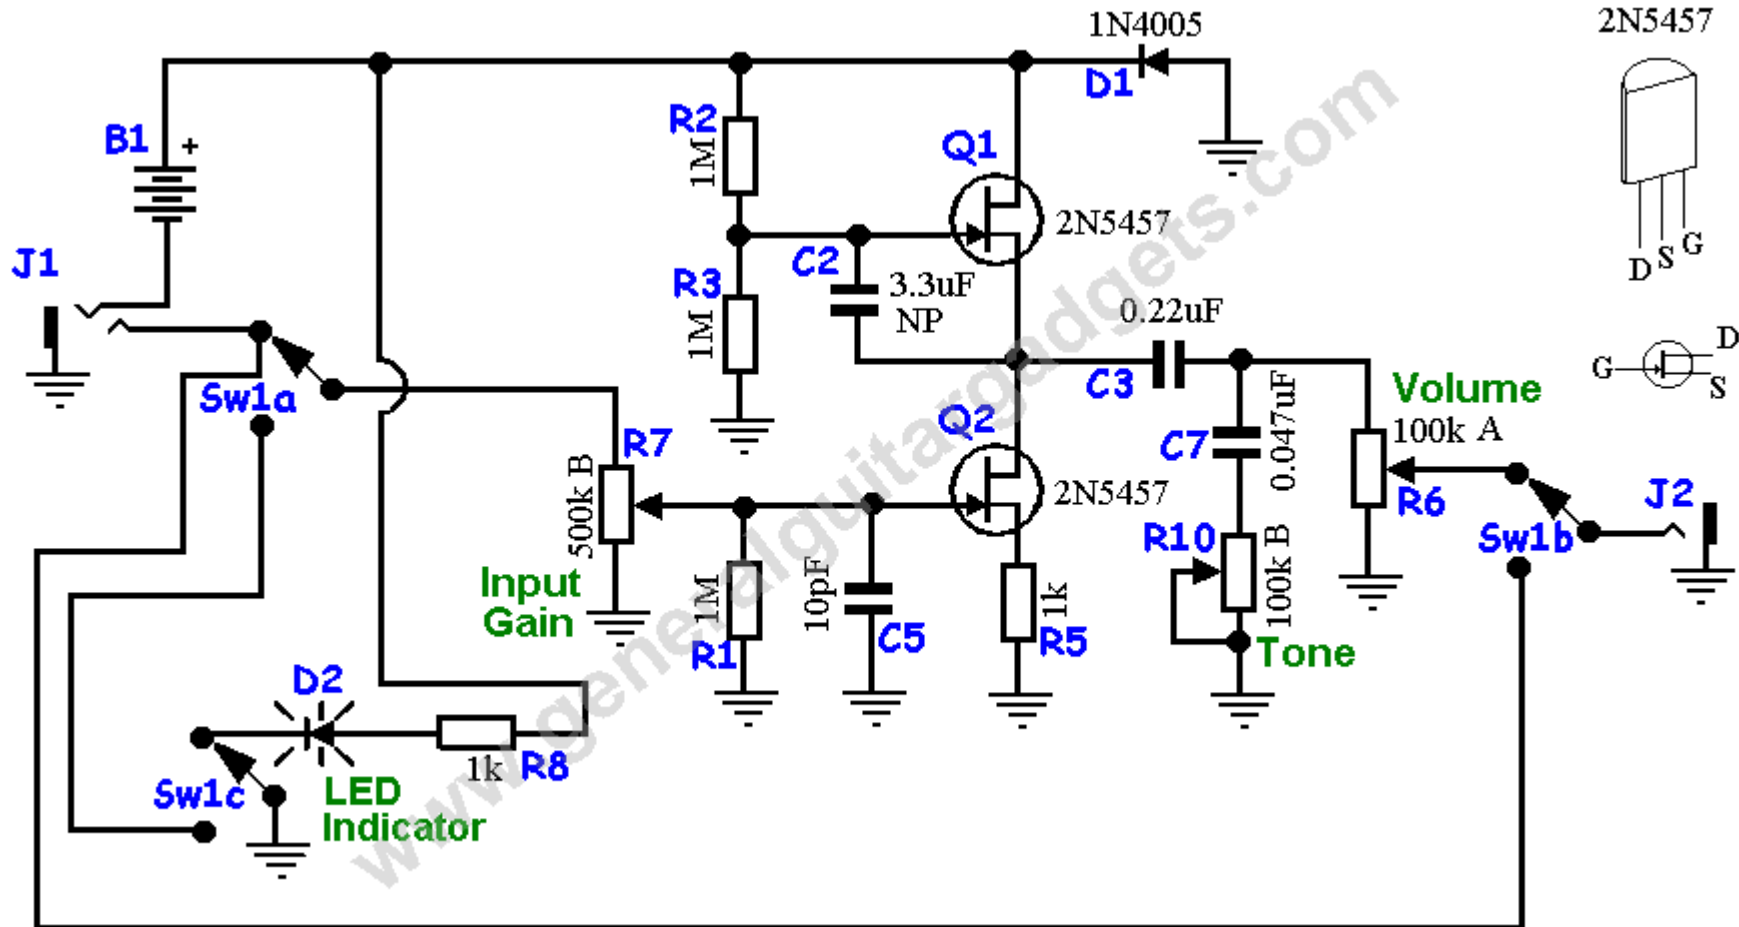 1N4005
2N5457
D1
R2
1M
B1
+
Q1
2N5457
D S G
J1
C2
R3
1M
3.3uF
NP
0.22uF
C3
D
G
S
Sw1a
Q2
Volume
100k A
R7
500k B
C7
0.047uF
2N5457
R6
J2
Sw1b
R10
100k B
Input
Gain
1M
R1
10pF
C5
1k
R5
Tone
D2
1k
R8
Sw1c
LED
Indicator
www.generalguitargadgets.com